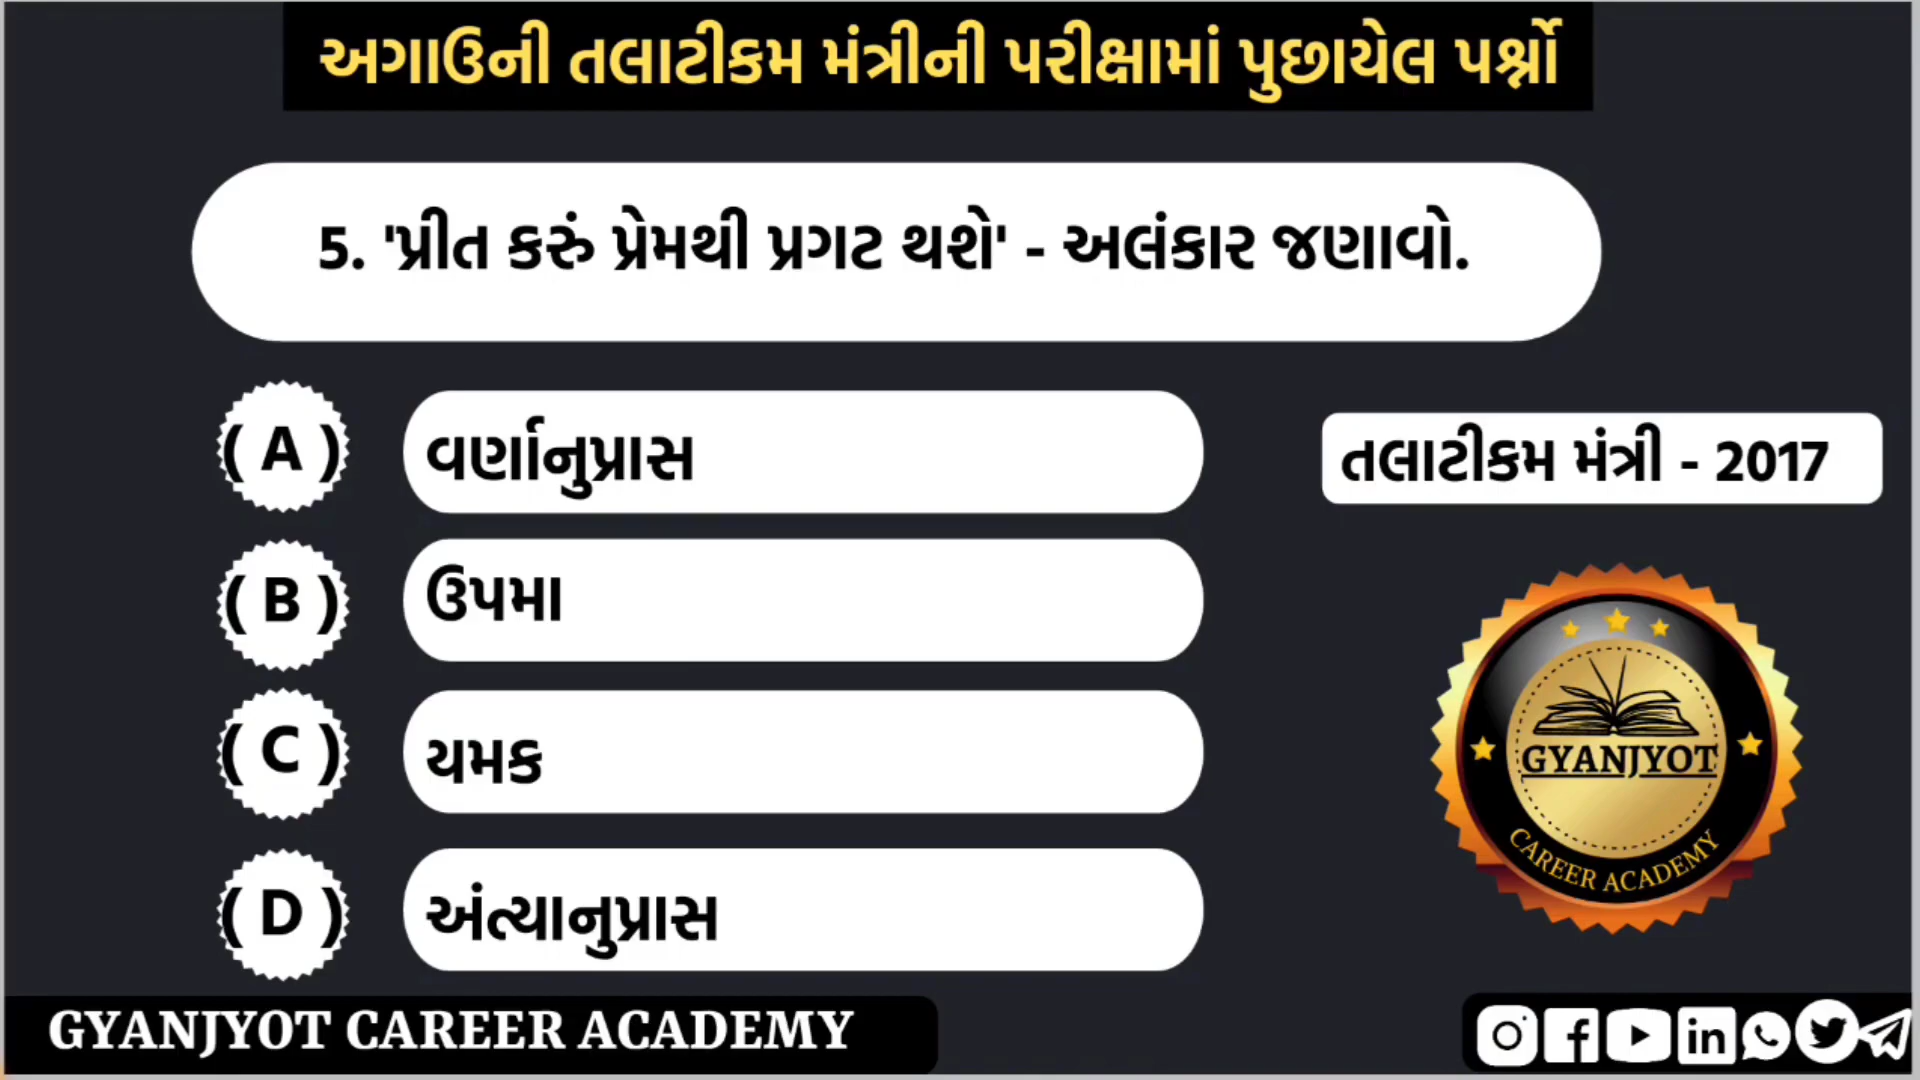 અગાઉની તલાટીકમ મંત્રીની પરીક્ષામાં પુછાયેલ પર્શ્નો
5. 'પ્રીત કરું પ્રેમથી પ્રગટ થશે' - અલંકાર જણાવો.
( A ) વર્ણાનુપ્રાસ
તલાટીકમ મંત્રી - 2017
( B ) ઉપમા
( C ) યમક
( D ) અંત્યાનુપ્રાસ
GYANJYOT
CAREER ACADEMY
GYANJYOT CAREER ACADEMY